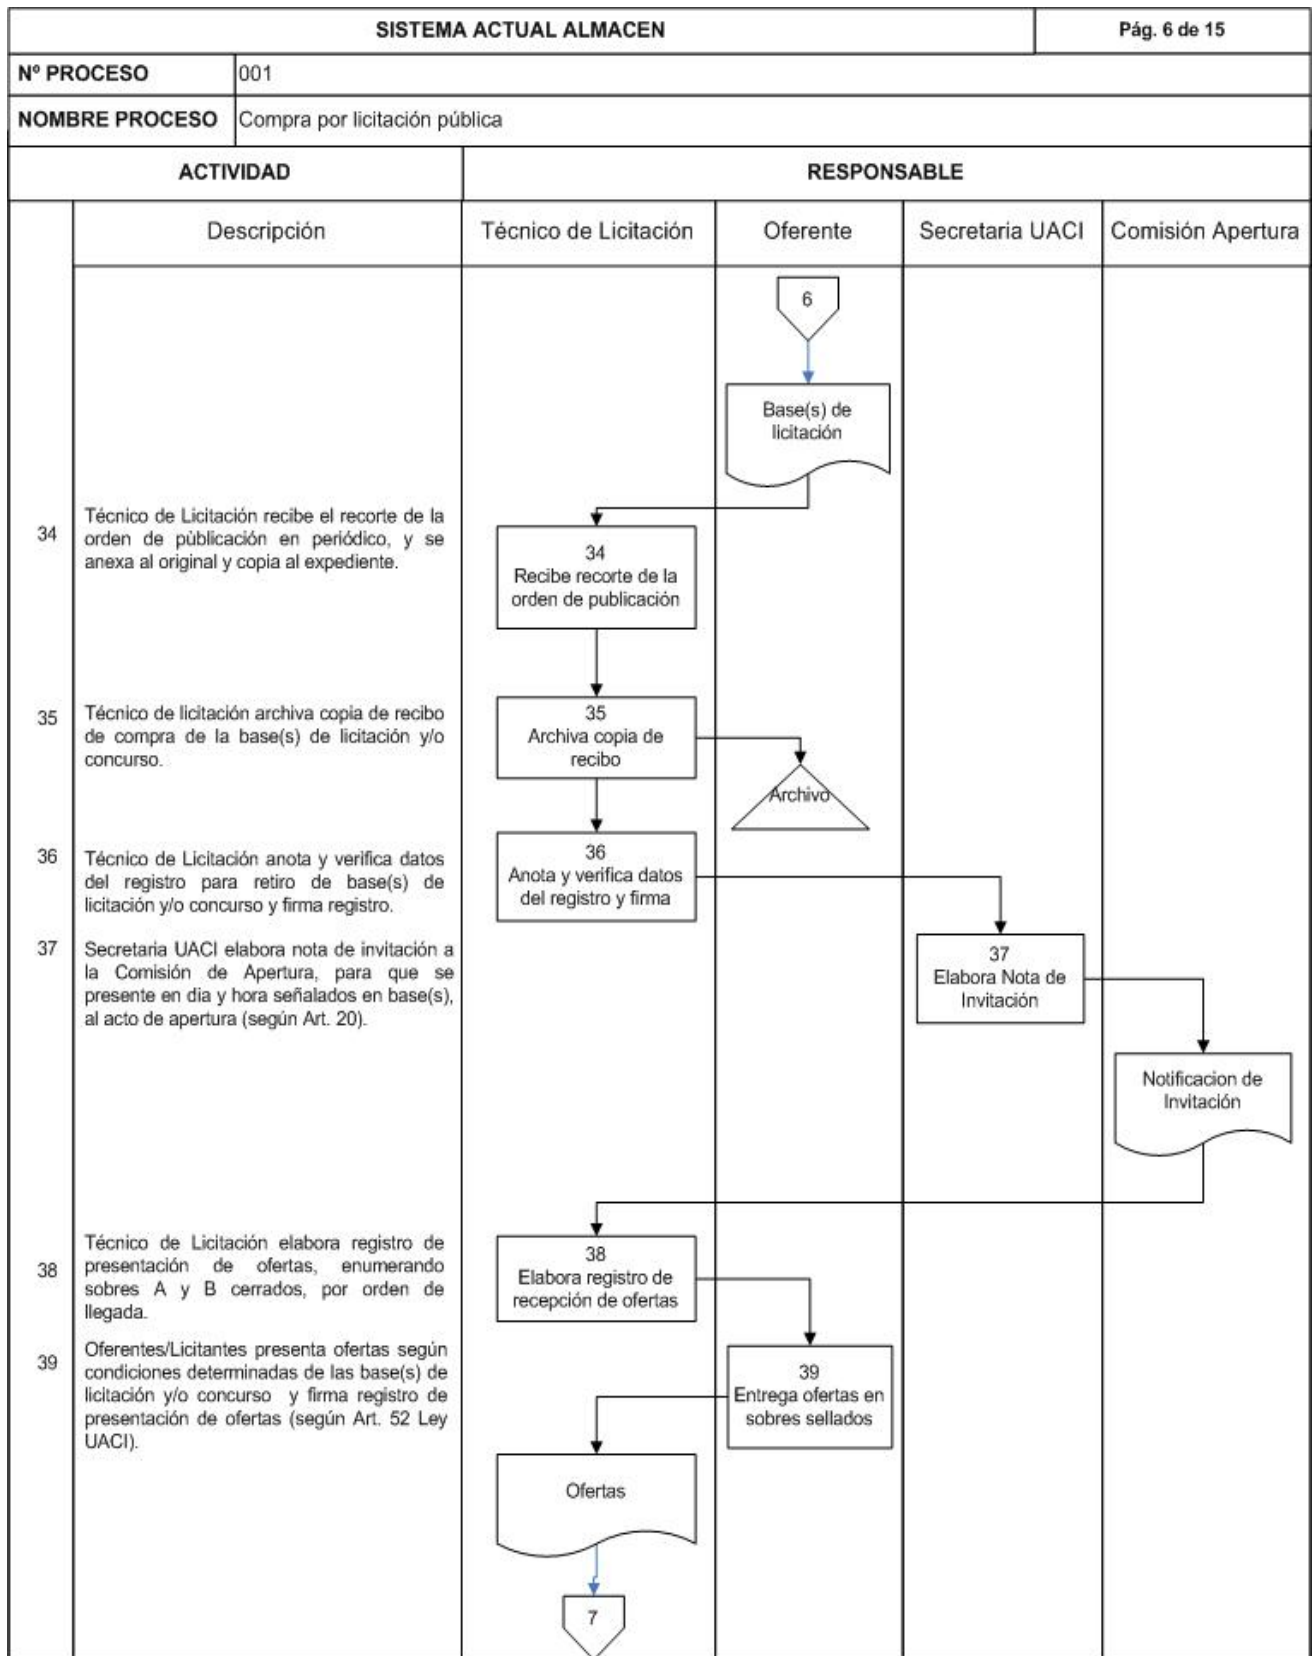 SISTEMA ACTUAL ALMACEN
Pág. 6 de 15
Nº PROCESO
001
NOMBRE PROCESO
Compra por licitación pública
ACTIVIDAD
RESPONSABLE
Descripción
Técnico de Licitación
Oferente
Secretaria UACI
Comisión Apertura
6
Base(s) de
licitación
34
Técnico de Licitación recibe el recorte de la
orden de pùblicación en periódico, y se
anexa al original y copia al expediente.
34
Recibe recorte de la
orden de publicación
35
Técnico de licitación archiva copia de recibo
de compra de la base(s) de licitación y/o
concurso.
35
Archiva copia de
recibo
Archivo
36
Técnico de Licitación anota y verifica datos
del registro para retiro de base(s) de
licitación y/o concurso y firma registro.
36
Anota y verifica datos
del registro y firma
37
Secretaria UACI elabora nota de invitación a
la Comisión de Apertura, para que se
presente en dia y hora señalados en base(s),
al acto de apertura (según Art. 20).
37
Elabora Nota de
Invitación
Notificacion de
Invitación
38
Técnico de Licitación elabora registro de
presentación de ofertas, enumerando
sobres A y B cerrados, por orden de
llegada.
38
Elabora registro de
recepción de ofertas
39
Oferentes/Licitantes presenta ofertas según
condiciones determinadas de las base(s) de
licitación y/o concurso y firma registro de
presentación de ofertas (según Art. 52 Ley
UACI).
39
Entrega ofertas en
sobres sellados
Ofertas
7